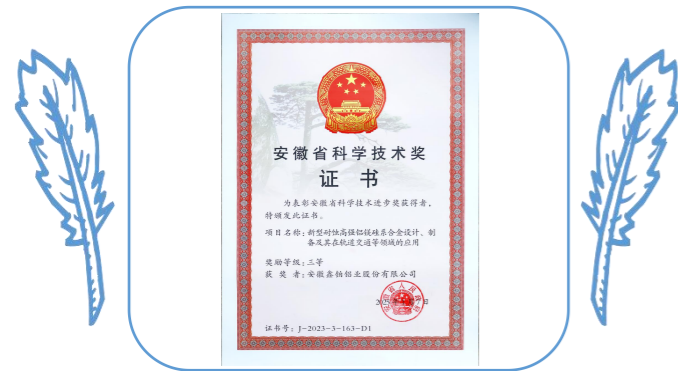 安徽省科学技术奖
证书
为表彰安徽省科学技术进步奖获得者，
特颁发此证书。
项目名称：新型耐蚀高强铝镁硅系合金设计、制
备及其在轨道交通等领域的应用
奖励等级：三等
获奖者：安徽鑫铂铝业股份有限公司
证书号：J-2023-3-163-D1